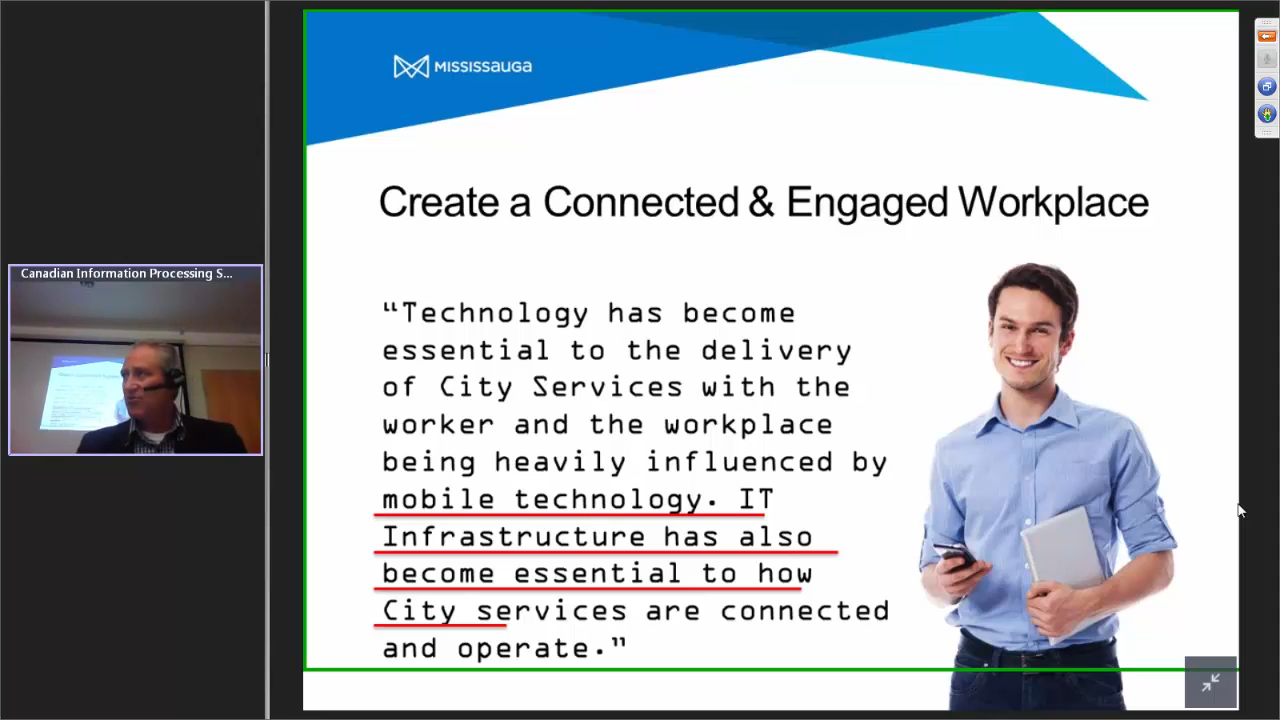 MISSISSAUGA
Create a Connected & Engaged Workplace
Canadian Information Processing S...
“Technology has become
essential to the delivery
of City Services with the
worker and the workplace
being heavily influenced by
mobile technology. IT
Infrastructure has also
become essential to how
City services are connected
and operate.”